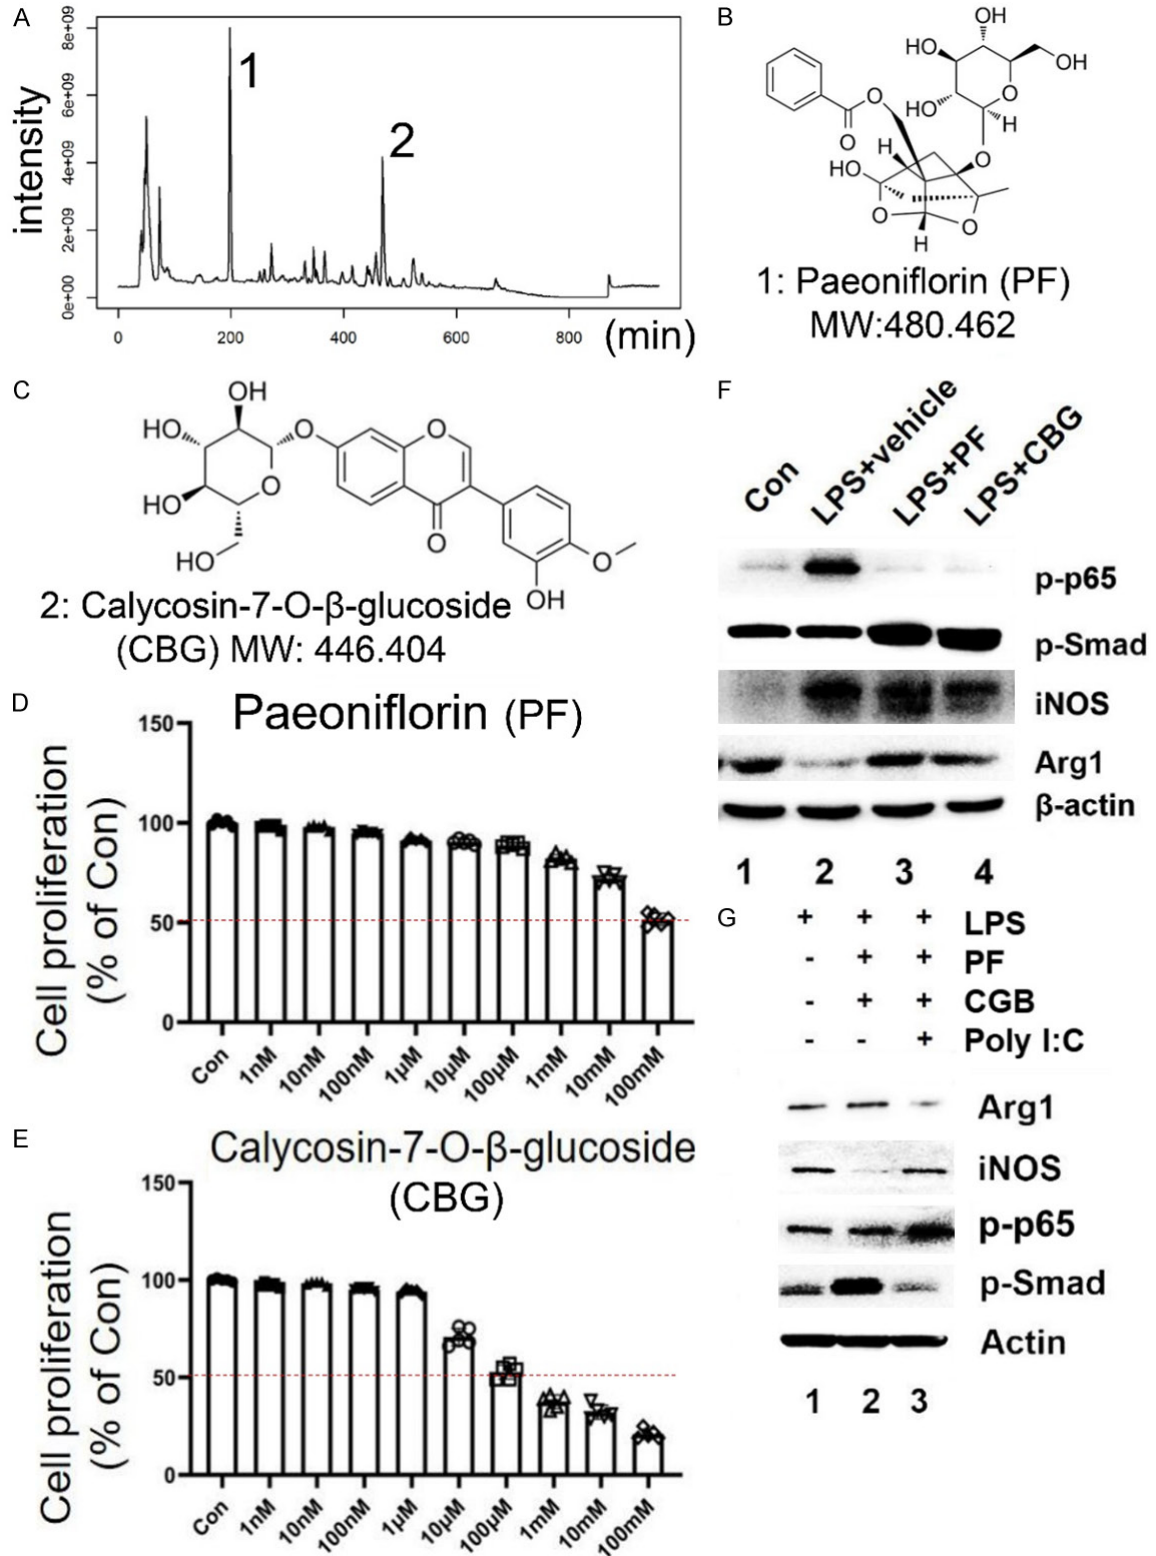 A
intensity
8e+09
6e+09
4e+09
2e+09
0e+00
1
2
0
200
400
600
800
(min)
B
OH
HO
OH
HO
O
H
O
O
O
H
HO
O
O
H
1: Paeoniflorin (PF)
MW:480.462
C
OH
HO
O
O
HO
O
HO
O
O
OH
2: Calycosin-7-O-β-glucoside
(CBG) MW: 446.404
D
Paeoniflorin (PF)
Cell proliferation
(% of Con)
150
100
50
0
Con
1nM
10nM
100nM
1μM
10μM
100μM
1mM
10mM
100mM
E
Calycosin-7-O-β-glucoside
(CBG)
Cell proliferation
(% of Con)
150
100
50
0
Con
1nM
10nM
100nM
1μM
10μM
100μM
1mM
10mM
100mM
F
Con
LPS+vehicle
LPS+PF
LPS+CBG
p-p65
p-Smad
iNOS
Arg1
β-actin
1 2 3 4
G
+ + + LPS
- + + PF
- + + CGB
- - + Poly I:C
Arg1
iNOS
p-p65
p-Smad
Actin
1 2 3